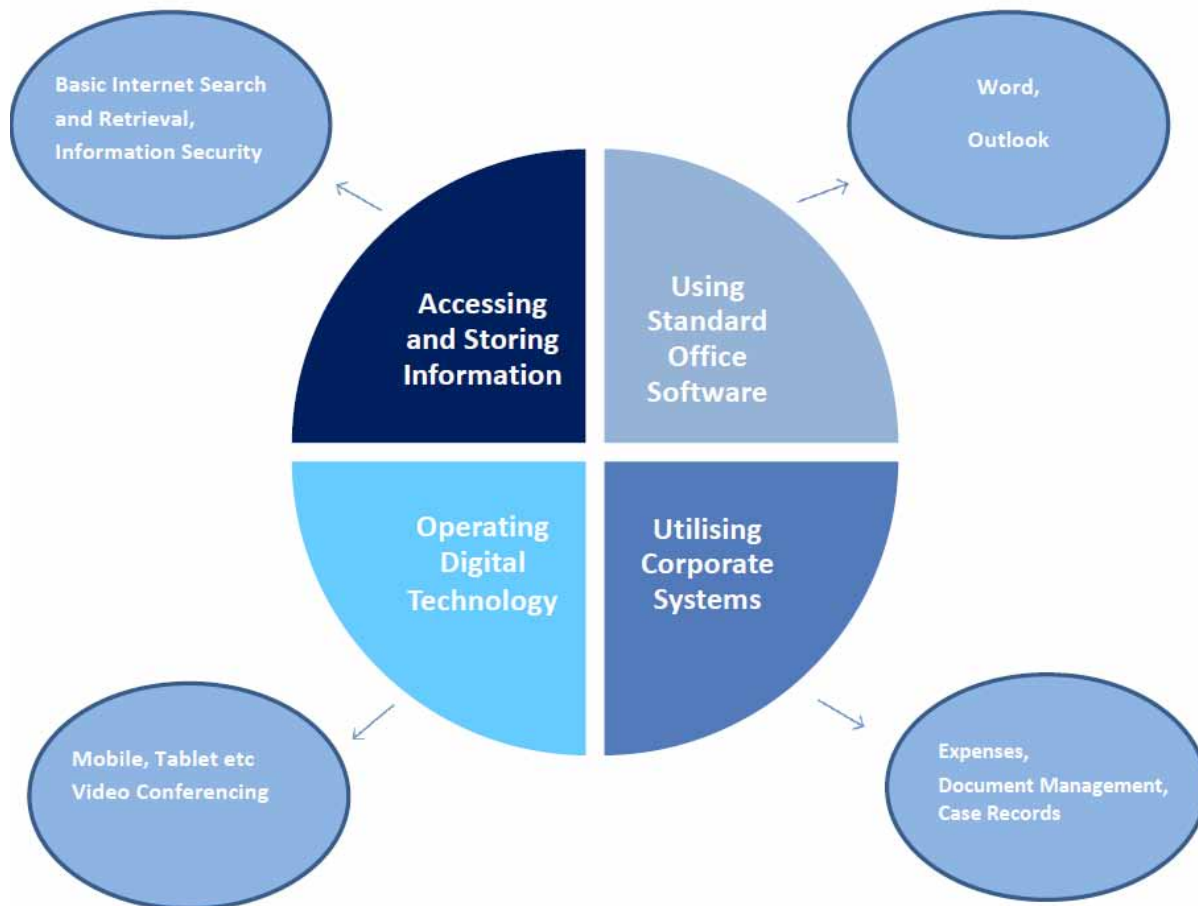 Basic Internet Search
and Retrieval,
Information Security
Word,
Outlook
Accessing
and Storing
Information
Using
Standard
Office
Software
Operating
Digital
Technology
Utilising
Corporate
Systems
Mobile, Tablet etc
Video Conferencing
Expenses,
Document Management,
Case Records